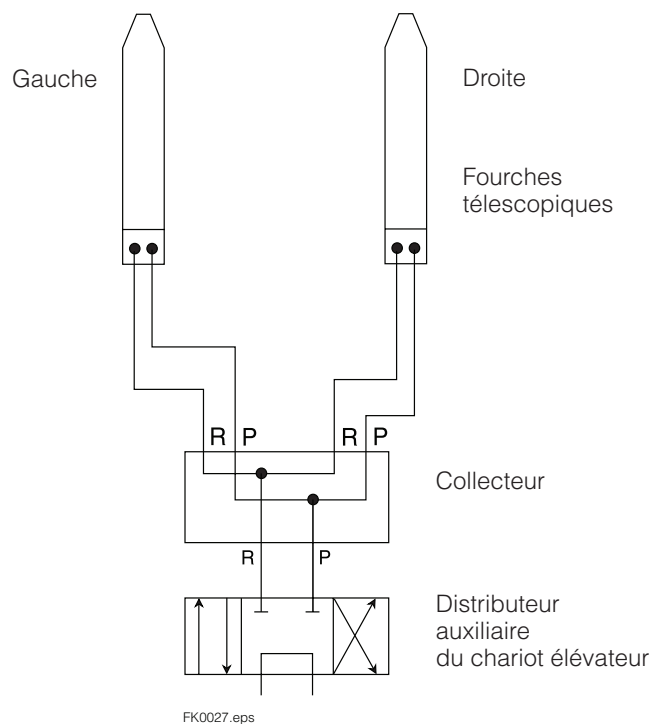 Gauche
Droite
Fourches
télescopiques
R P
R P
Collecteur
R
P
Distributeur
auxiliaire
du chariot élévateur
FK0027.eps